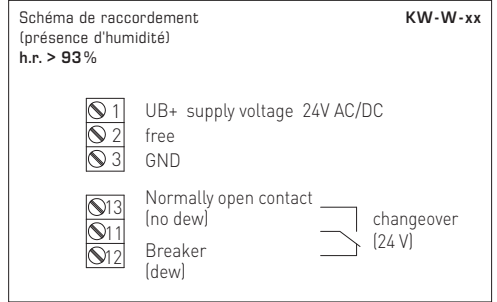 Schéma de raccordement KW-W-xx
(présence d'humidité)
h.r. > 93%
1 UB+ supply voltage 24V AC/DC
2 free
3 GND
13 Normally open contact
(no dew)
11
12 Breaker
(dew)
changeover
(24 V)